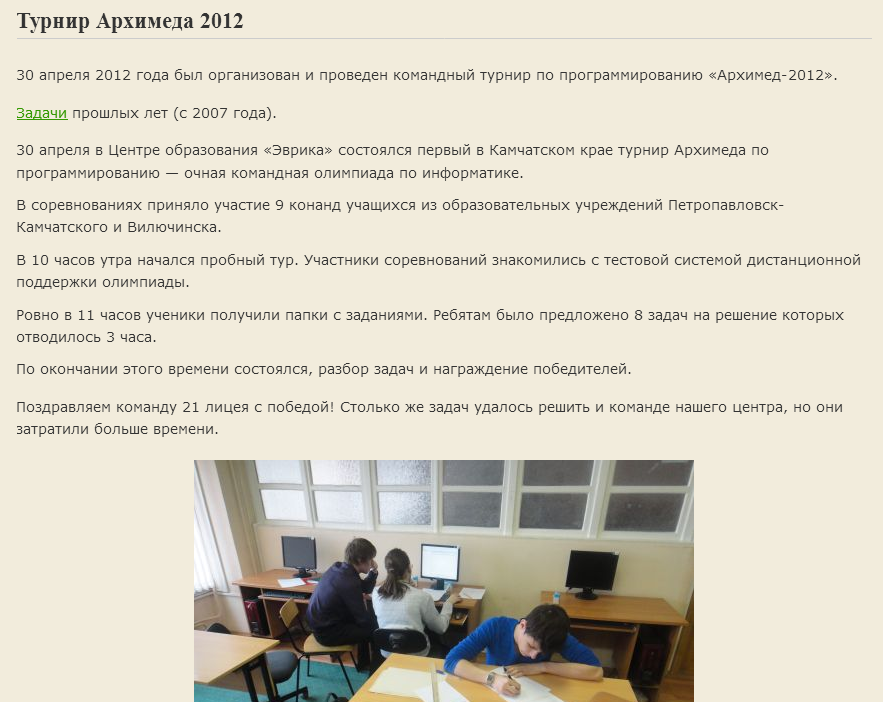 Турнир Архимеда 2012
30 апреля 2012 года был организован и проведен командный турнир по программированию «Архимед-2012».
Задачи прошлых лет (с 2007 года).
30 апреля в Центре образования «Эврика» состоялся первый в Камчатском крае турнир Архимеда по
программированию — очная командная олимпиада по информатике.
В соревнованиях приняло участие 9 конанд учащихся из образовательных учреждений Петропавловск-
Камчатского и Вилючинска.
В 10 часов утра начался пробный тур. Участники соревнований знакомились с тестовой системой дистанционной
поддержки олимпиады.
Ровно в 11 часов ученики получили папки с заданиями. Ребятам было предложено 8 задач на решение которых
отводилось 3 часа.
По окончании этого времени состоялся, разбор задач и награждение победителей.
Поздравляем команду 21 лицея с победой! Столько же задач удалось решить и команде нашего центра, но они
затратили больше времени.